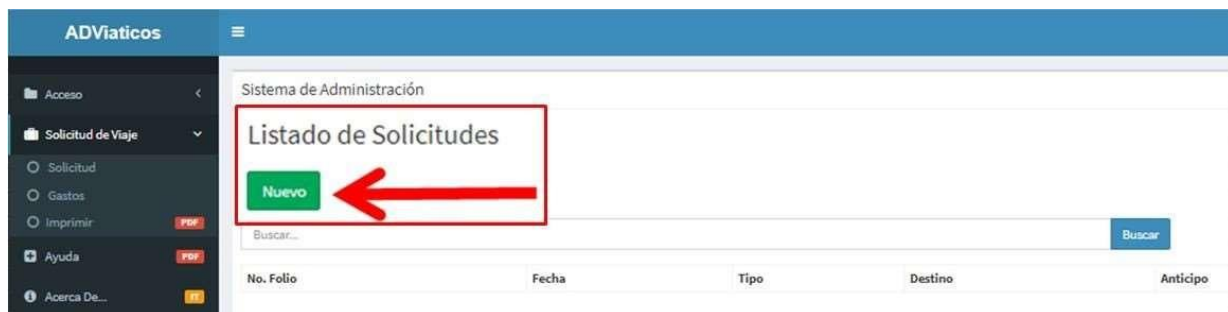 ADViaticos
Acceso
Solicitud de Viaje
Solicitud
Gastos
Imprimir PDF
Ayuda PDF
Acerca De... IT
Sistema de Administración
Listado de Solicitudes
Nuevo
Buscar... Buscar
No. Folio Fecha Tipo Destino Anticipo